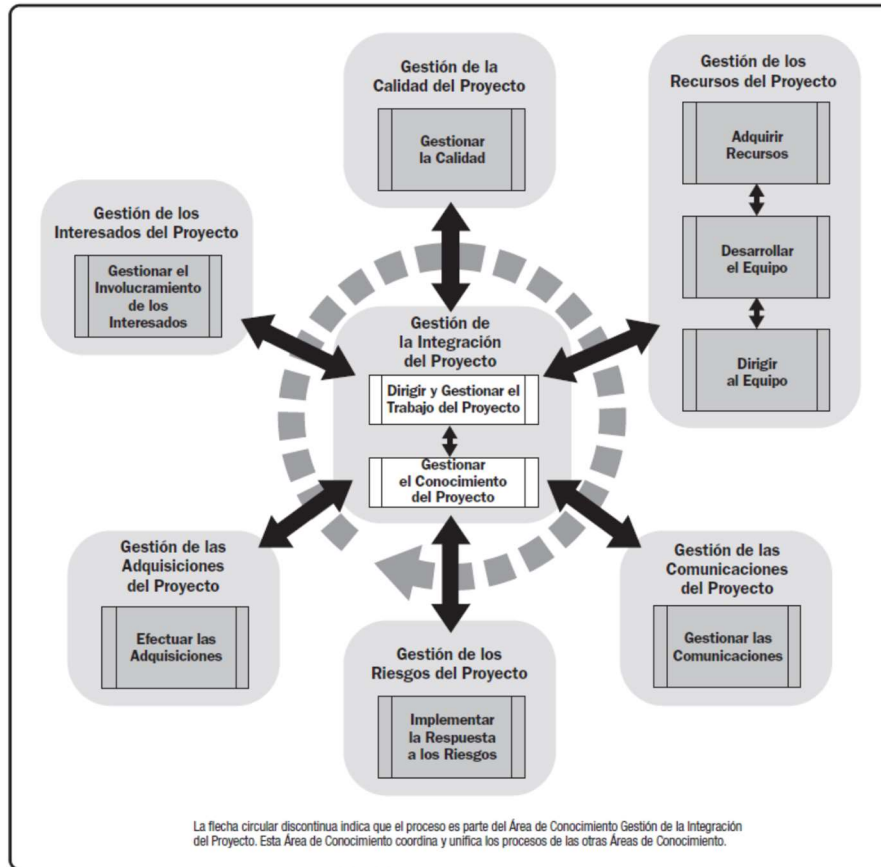 Gestión de la
Calidad del Proyecto
Gestionar
la Calidad
Gestión de los
Recursos del Proyecto
Adquirir
Recursos
Desarrollar
el Equipo
Dirigir
al Equipo
Gestión de los
Interesados del Proyecto
Gestionar el
Involucramiento
de los
Interesados
Gestión de
la Integración
del Proyecto
Dirigir y Gestionar el
Trabajo del Proyecto
Gestionar
el Conocimiento
del Proyecto
Gestión de las
Adquisiciones
del Proyecto
Efectuar las
Adquisiciones
Gestión de los
Riesgos del Proyecto
Implementar
la Respuesta
a los Riesgos
Gestión de las
Comunicaciones
del Proyecto
Gestionar las
Comunicaciones
La flecha circular discontinua indica que el proceso es parte del Área de Conocimiento Gestión de la Integración
del Proyecto. Esta Área de Conocimiento coordina y unifica los procesos de las otras Áreas de Conocimiento.